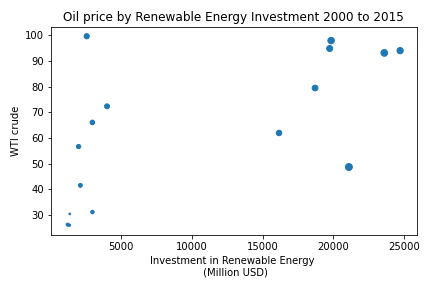 Oil price by Renewable Energy Investment 2000 to 2015
100
90
80
70
60
50
40
30
WTI crude
5000 10000 15000 20000 25000
Investment in Renewable Energy
(Million USD)